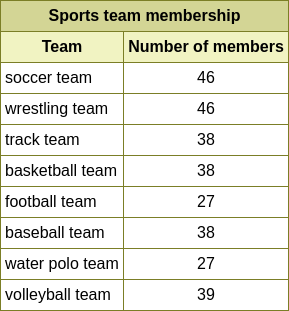 Sports team membership
Team Number of members
soccer team 46
wrestling team 46
track team 38
basketball team 38
football team 27
baseball team 38
water polo team 27
volleyball team 39